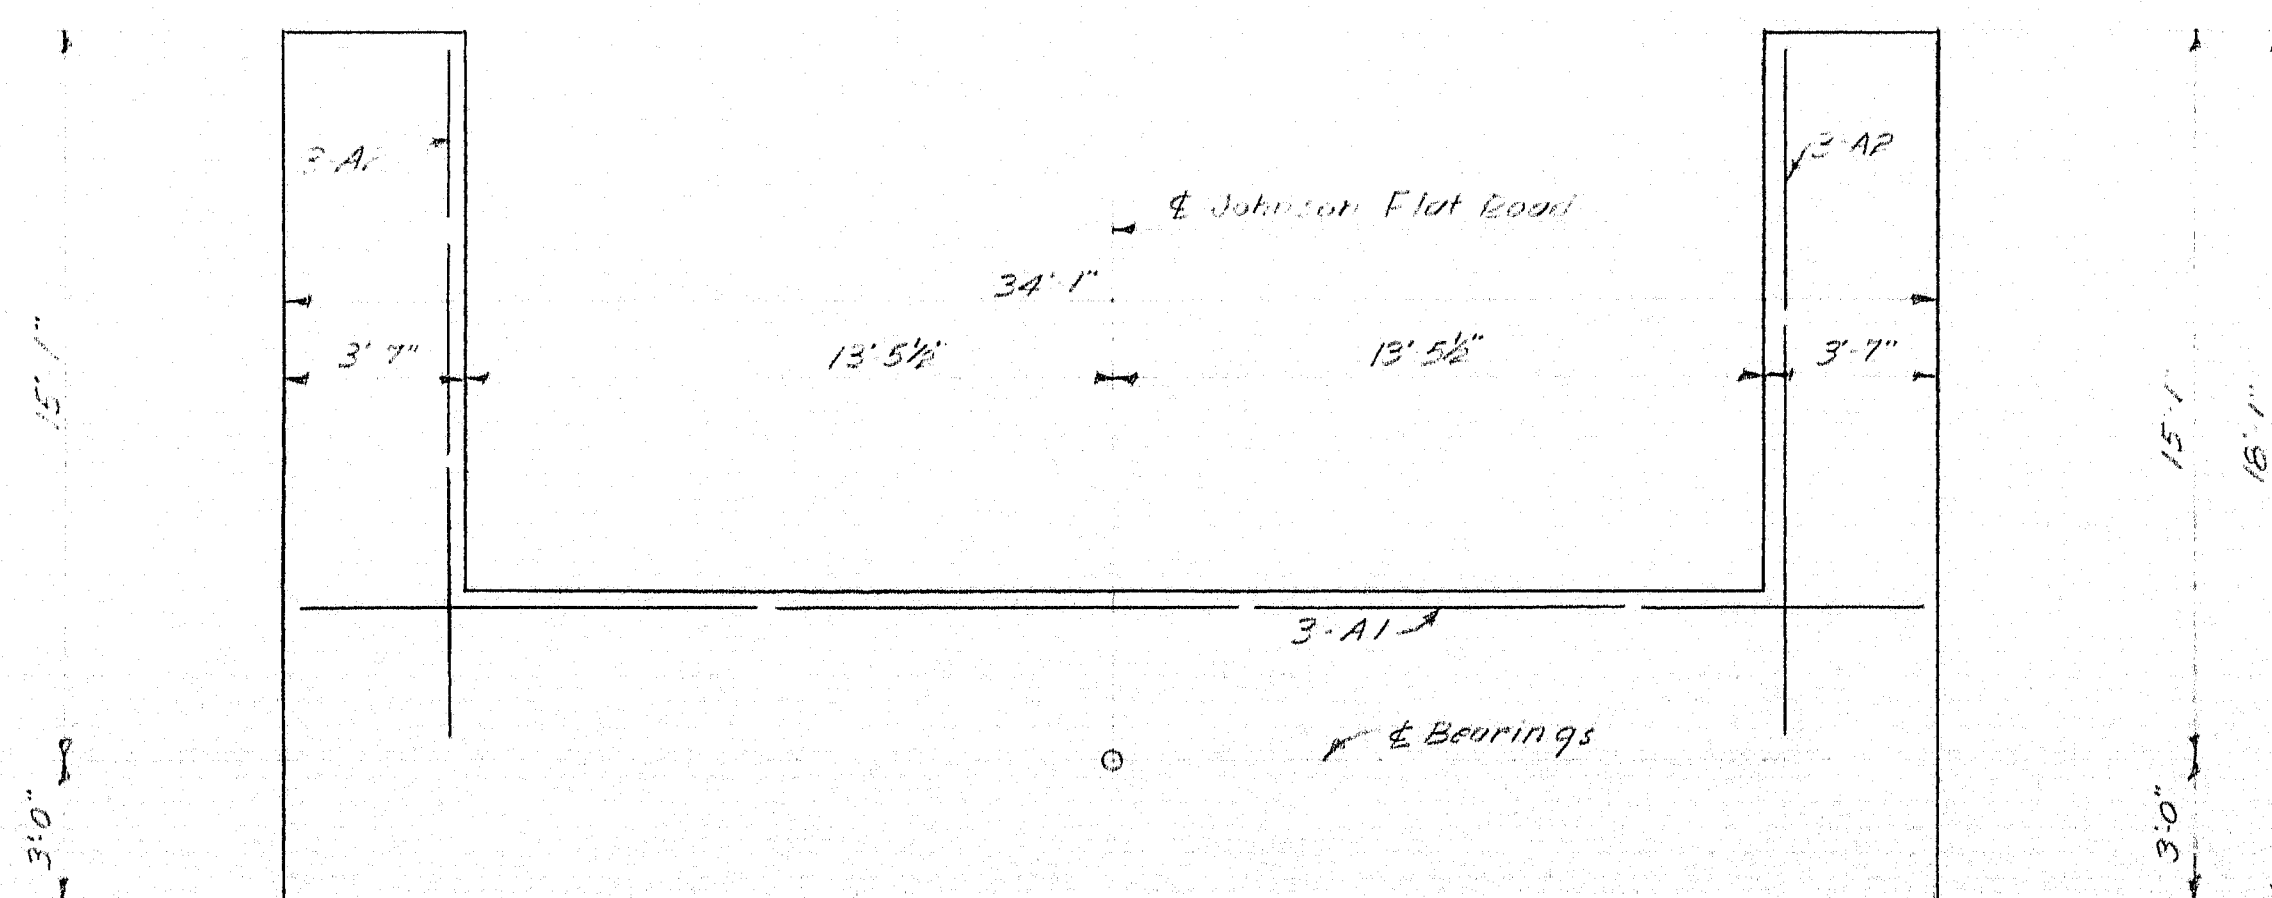 3-A2
℄ Johnson Flat Road
34'-1"
3'-7"
13'-5½"
13'-5½"
3'-7"
15'-1"
15'-1"
18'-1"
3-A1
℄ Bearings
3'-0"
3'-0"